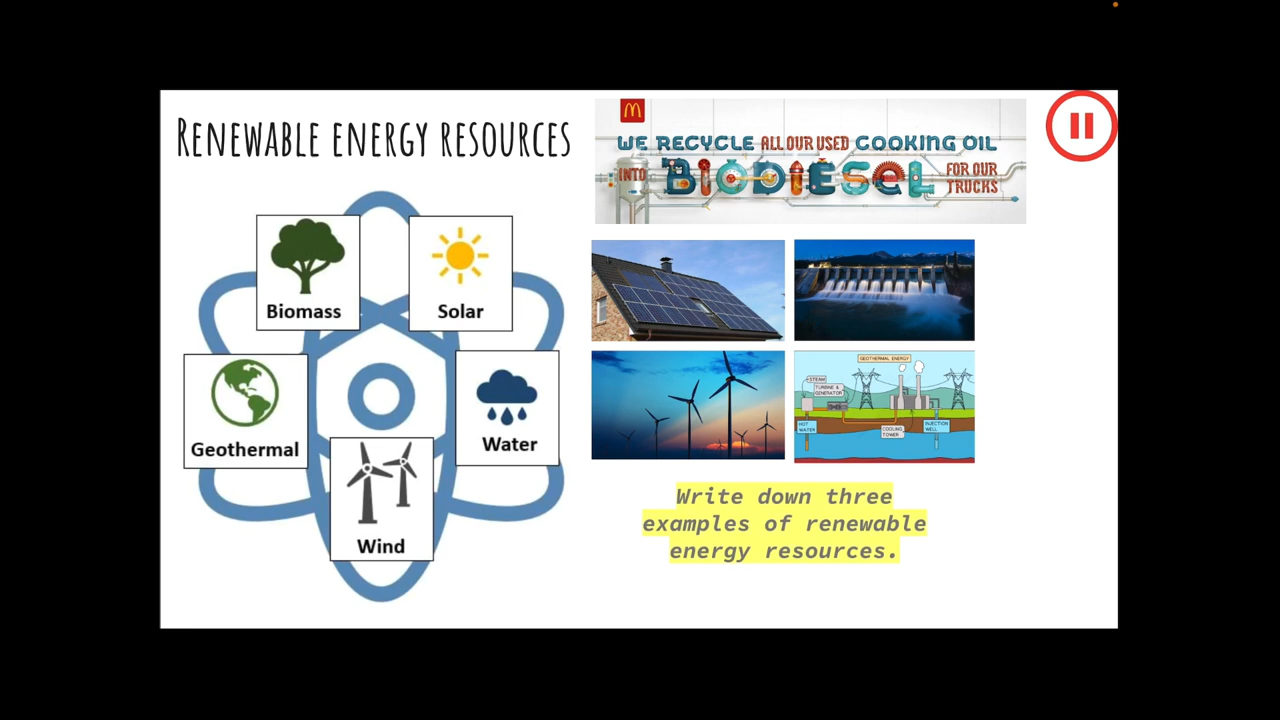 Renewable energy resources
WE RECYCLE ALL OUR USED COOKING OIL
INTO BIODIESEL FOR OUR
TRUCKS
Biomass
Solar
Geothermal
Water
Wind
GEOTHERMAL ENERGY
STEAM
TURBINE &
GENERATOR
HOT
WATER
COOLING
TOWER
INJECTION
WELL
Write down three
examples of renewable
energy resources.